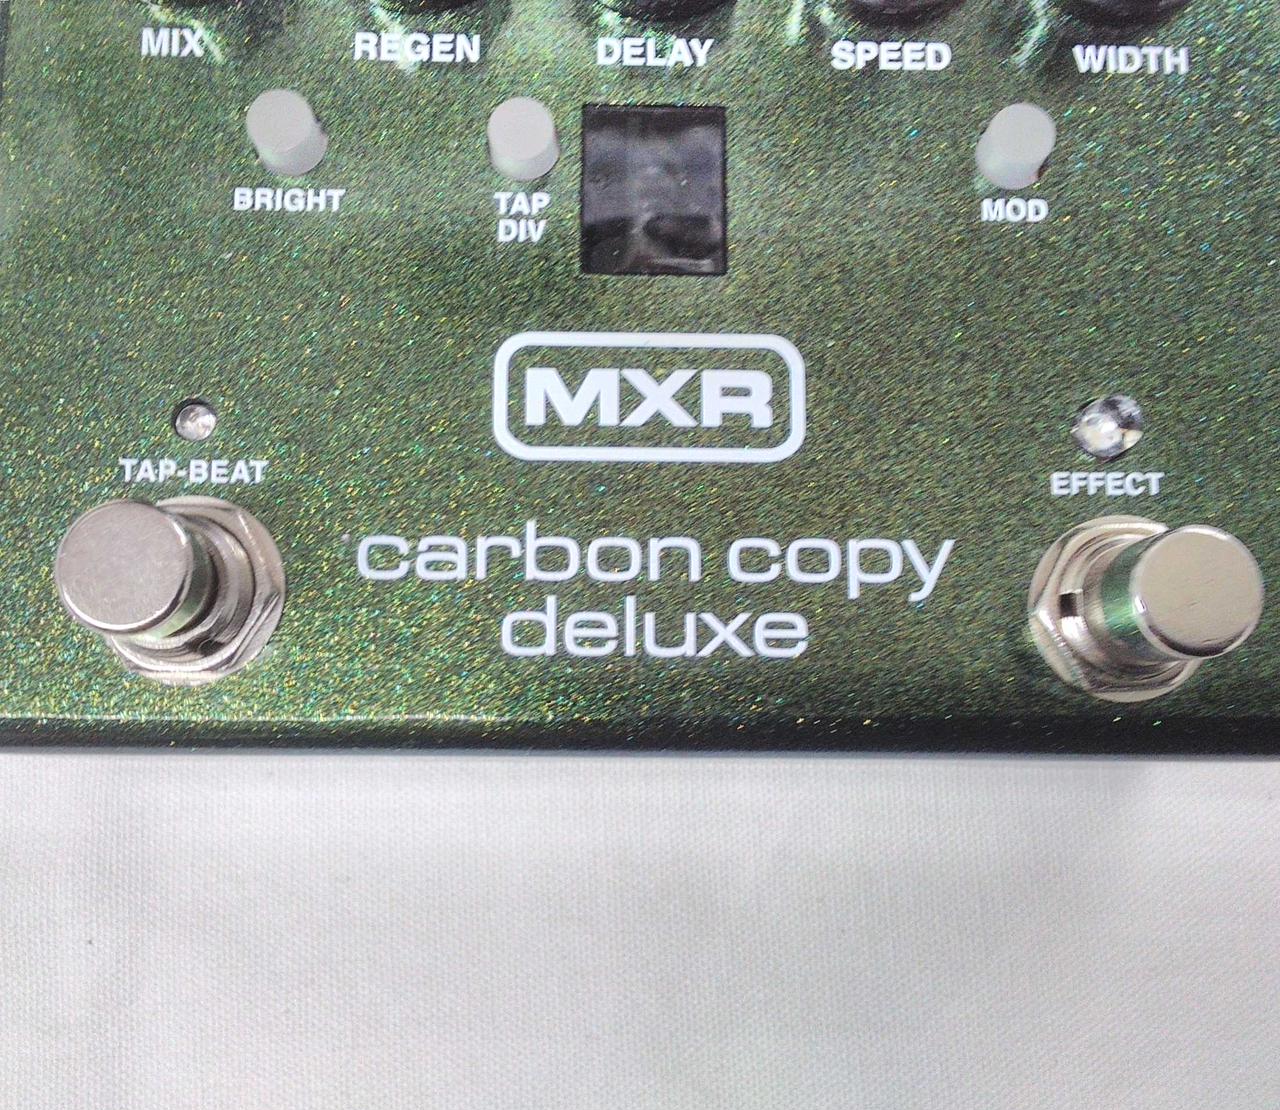 MIX REGEN DELAY SPEED WIDTH
BRIGHT
TAP
DIV
MOD
MXR
TAP-BEAT
EFFECT
carbon copy
deluxe